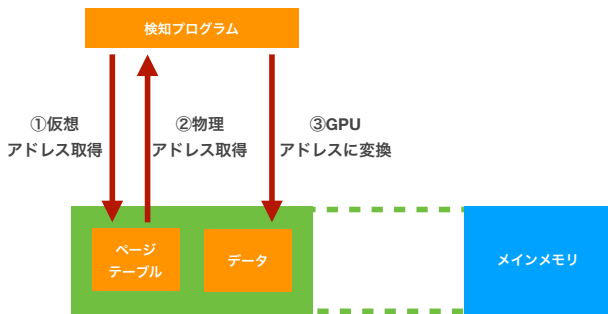 検知プログラム
①仮想
アドレス取得
②物理
アドレス取得
③GPU
アドレスに変換
ページ
テーブル
データ
メインメモリ